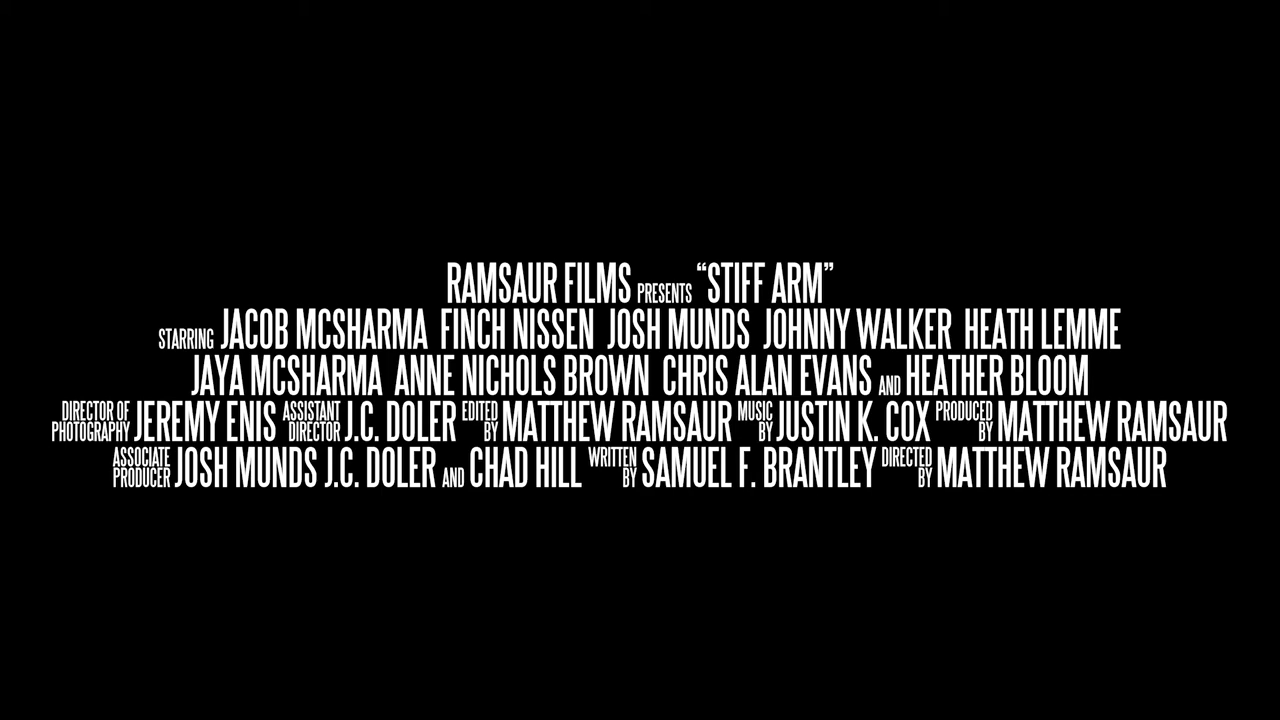 RAMSAUR FILMS PRESENTS “STIFF ARM”
STARRING JACOB MCSHARMA FINCH NISSEN JOSH MUNDS JOHNNY WALKER HEATH LEMME
JAYA MCSHARMA ANNE NICHOLS BROWN CHRIS ALAN EVANS AND HEATHER BLOOM
DIRECTOR OF PHOTOGRAPHY JEREMY ENIS ASSISTANT DIRECTOR J.C. DOLER EDITED BY MATTHEW RAMSAUR MUSIC BY JUSTIN K. COX PRODUCED BY MATTHEW RAMSAUR
ASSOCIATE PRODUCER JOSH MUNDS J.C. DOLER AND CHAD HILL WRITTEN BY SAMUEL F. BRANTLEY DIRECTED BY MATTHEW RAMSAUR